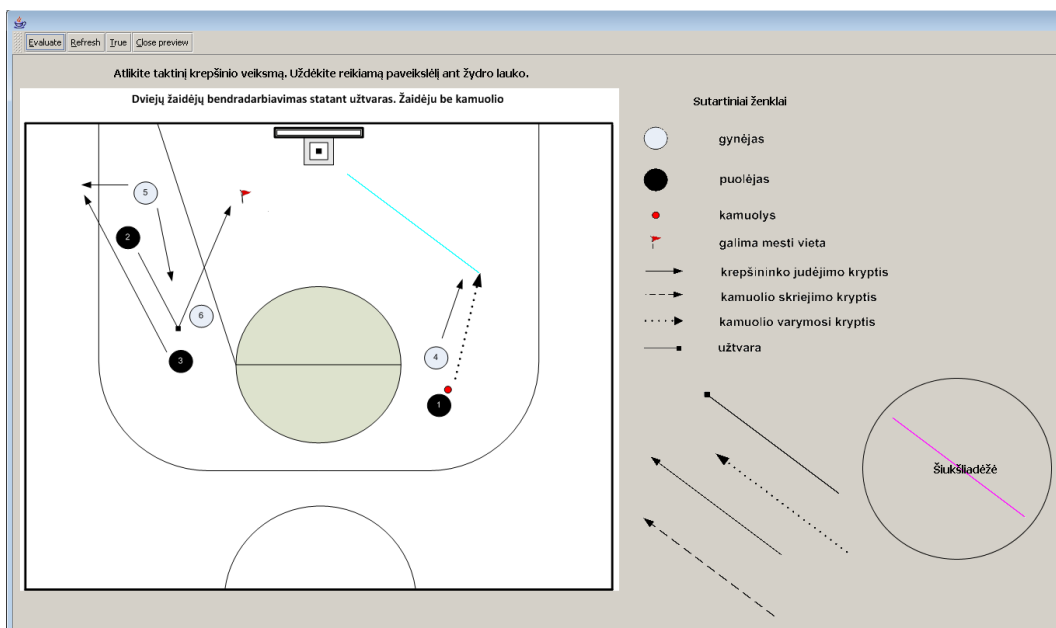 Evaluate Refresh True Close preview
Atlikite taktinį krepšinio veiksmą. Uždėkite reikiamą paveikslėlį ant žydro lauko.
Dviejų žaidėjų bendradarbiavimas statant užtvaras. Žaidėju be kamuolio
5
2
6
3
4
1
Sutartiniai ženklai
gynėjas
puolėjas
kamuolys
galima mesti vieta
krepšininko judėjimo kryptis
kamuolio skriejimo kryptis
kamuolio varymosi kryptis
užtvara
Šiukšliadėžė